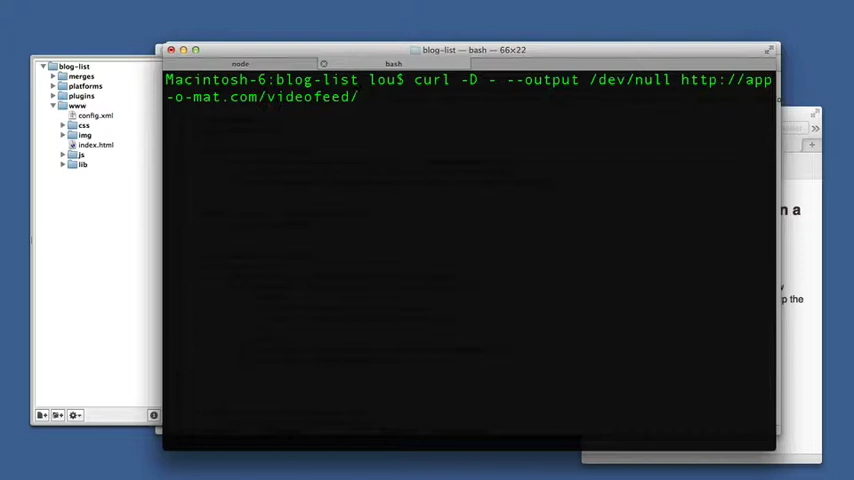 blog-list — bash — 66×22
node
bash
Macintosh-6:blog-list lou$ curl -D - --output /dev/null http://app
-o-mat.com/videofeed/
blog-list
merges
platforms
plugins
www
config.xml
css
img
index.html
js
lib
n a
p the